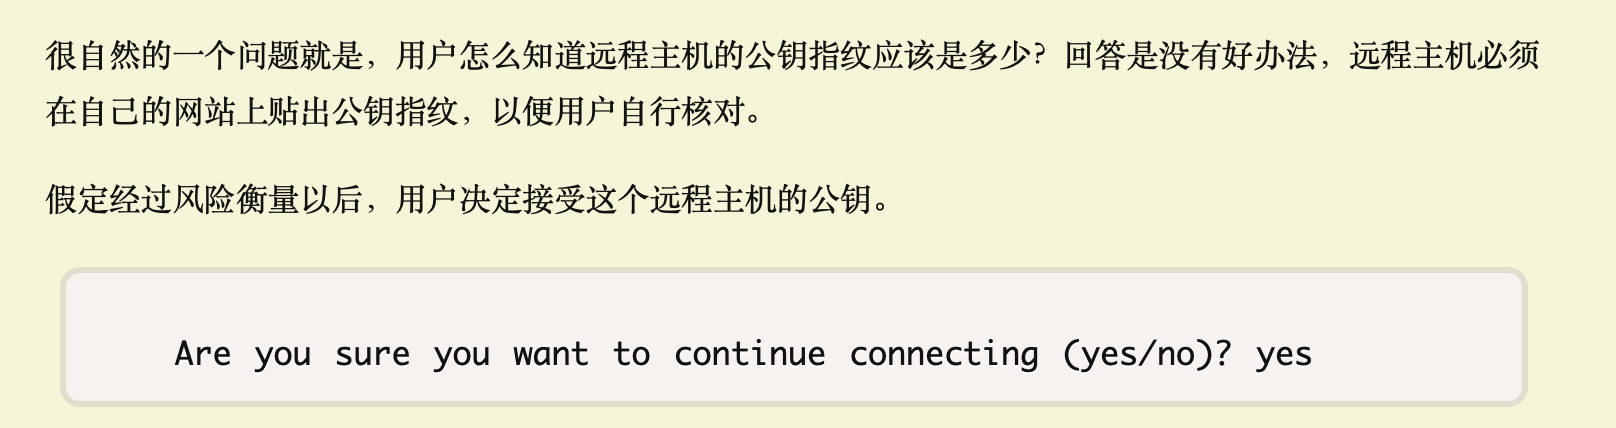 很自然的一个问题就是，用户怎么知道远程主机的公钥指纹应该是多少？回答是没有好办法，远程主机必须
在自己的网站上贴出公钥指纹，以便用户自行核对。
假定经过风险衡量以后，用户决定接受这个远程主机的公钥。
Are you sure you want to continue connecting (yes/no)? yes